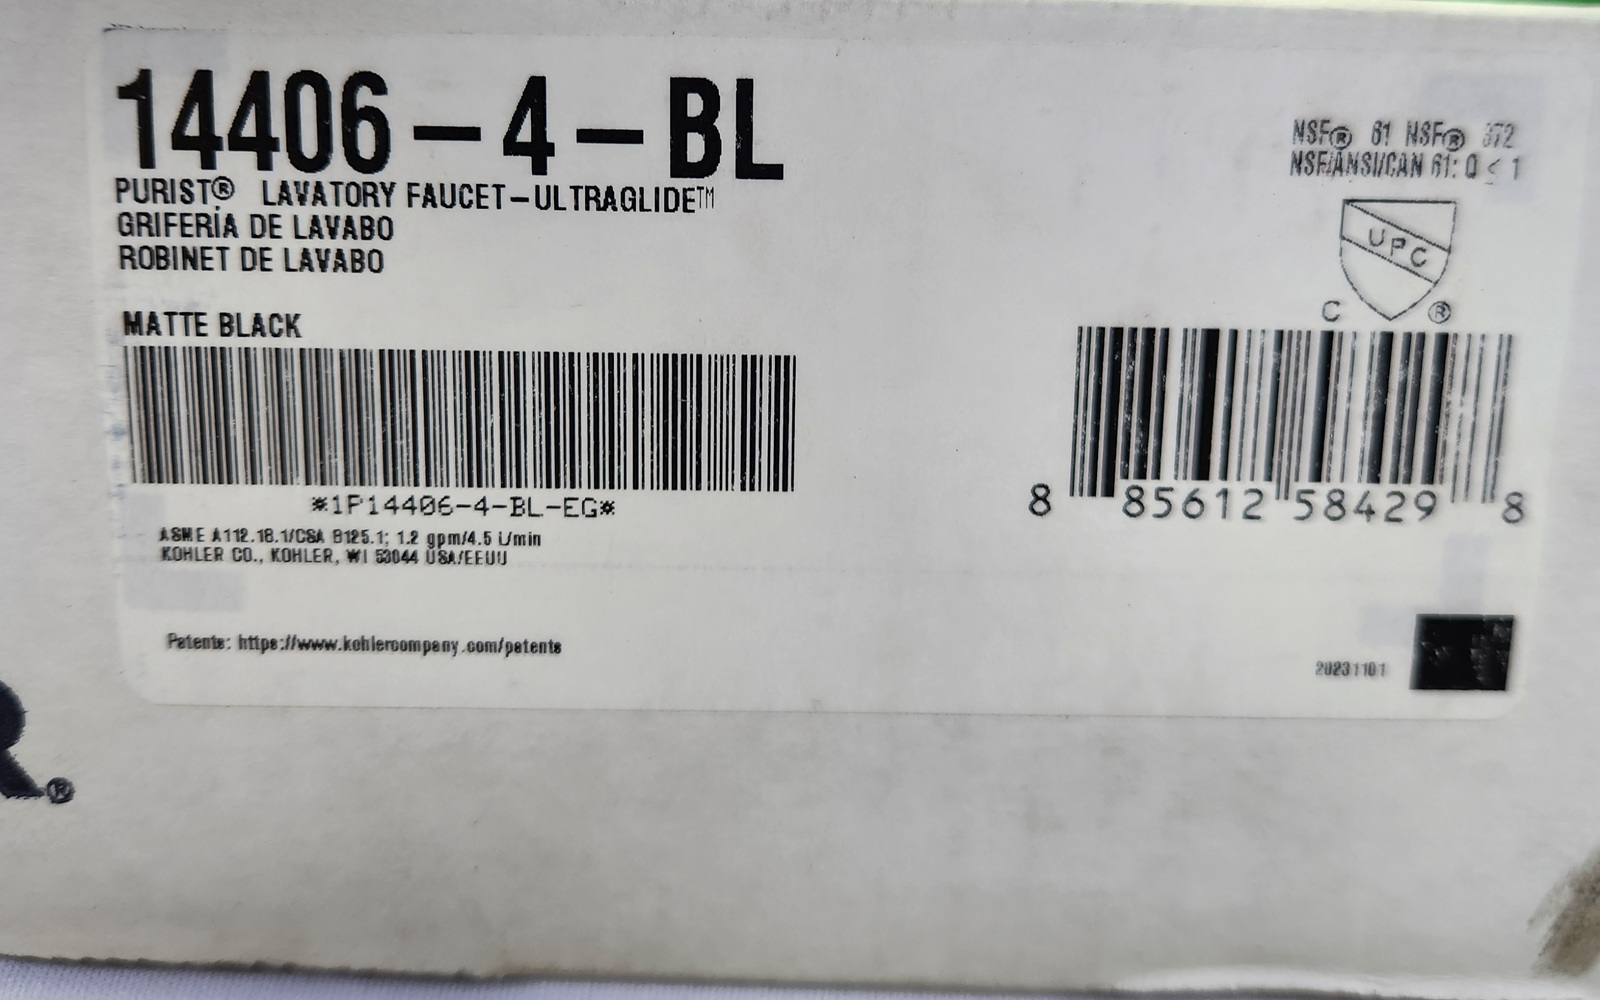 14406-4-BL
PURIST® LAVATORY FAUCET-ULTRAGLIDE™
GRIFERÍA DE LAVABO
ROBINET DE LAVABO
MATTE BLACK
*1P14406-4-BL-EG*
ASME A112.18.1/CSA B125.1; 1.2 gpm/4.5 L/min
KOHLER CO., KOHLER, WI 53044 USA/EEUU
Patents: https://www.kohlercompany.com/patents
NSF® 61 NSF® 372
NSF/ANSI/CAN 61: Q ≤ 1
UPC
C ®
8 85612 58429 8
20231101
R®